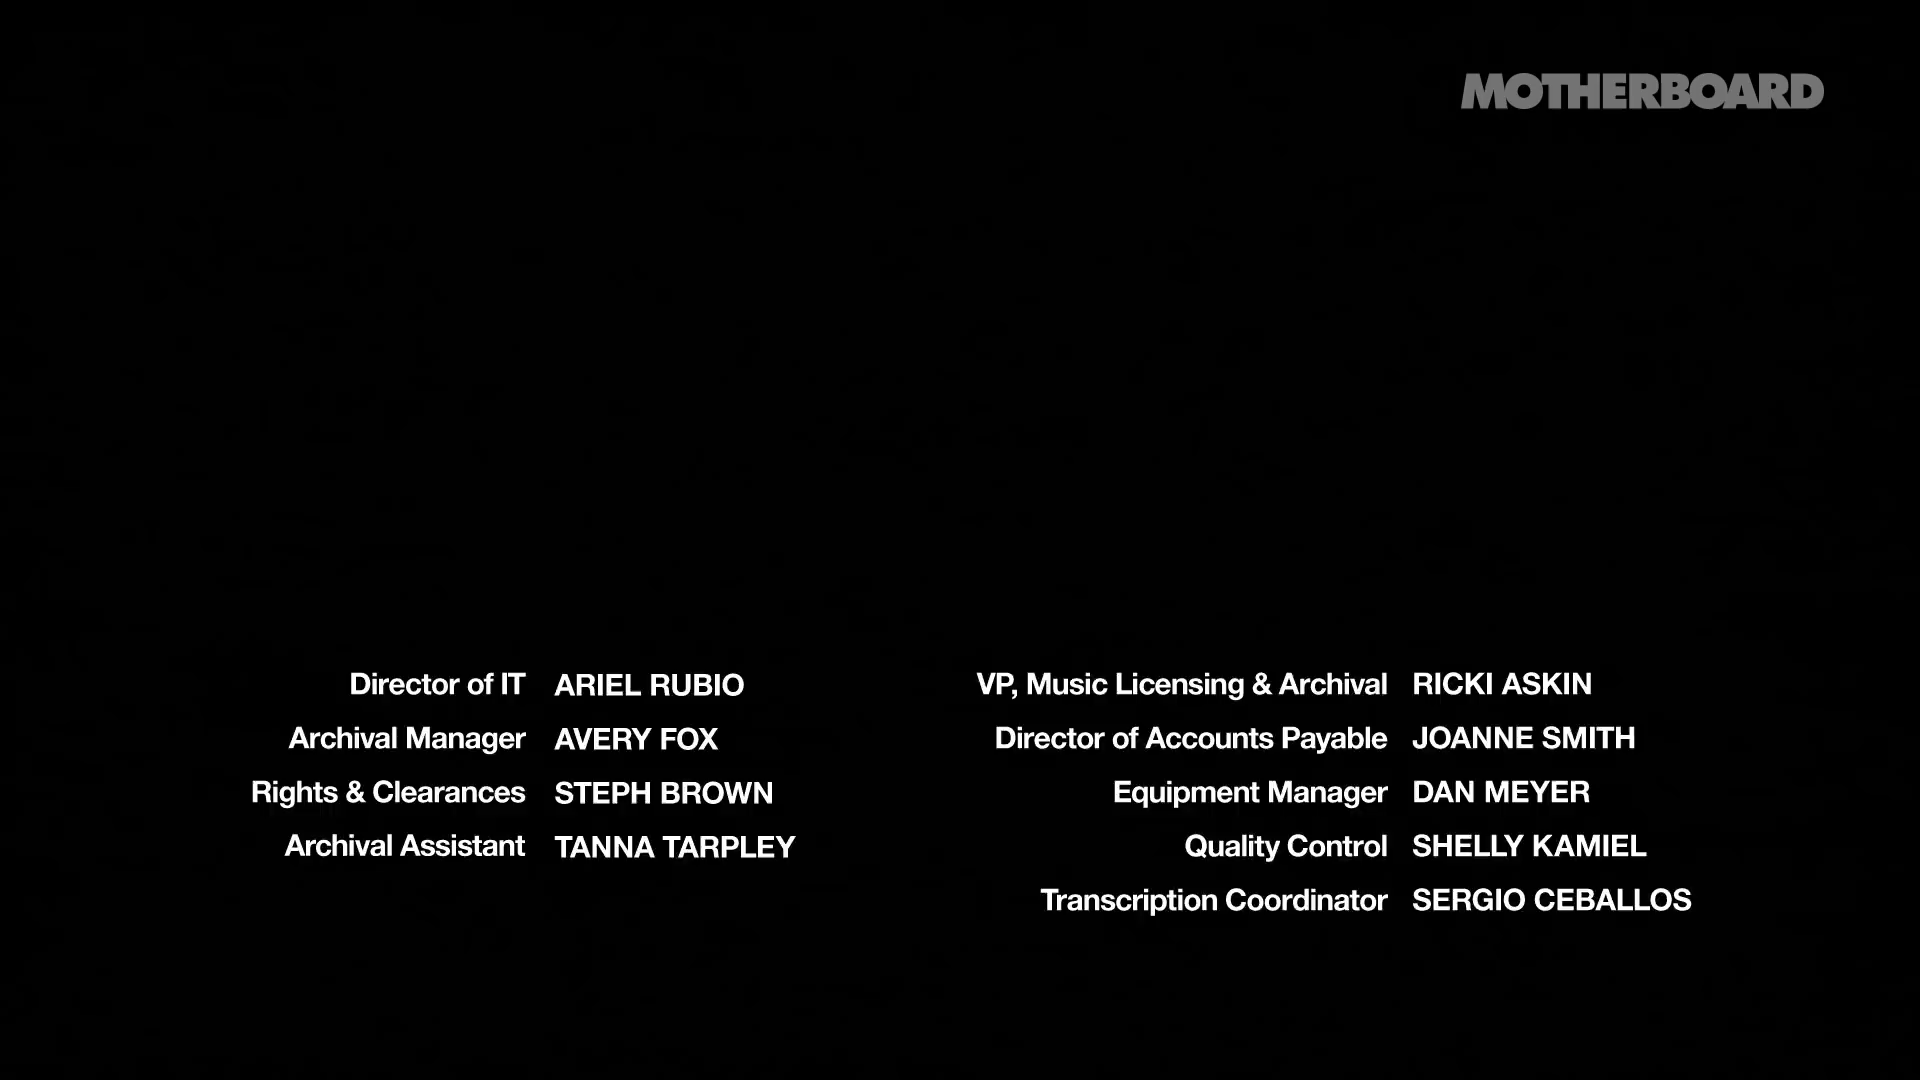 MOTHERBOARD
Director of IT ARIEL RUBIO
Archival Manager AVERY FOX
Rights & Clearances STEPH BROWN
Archival Assistant TANNA TARPLEY
VP, Music Licensing & Archival RICKI ASKIN
Director of Accounts Payable JOANNE SMITH
Equipment Manager DAN MEYER
Quality Control SHELLY KAMIEL
Transcription Coordinator SERGIO CEBALLOS